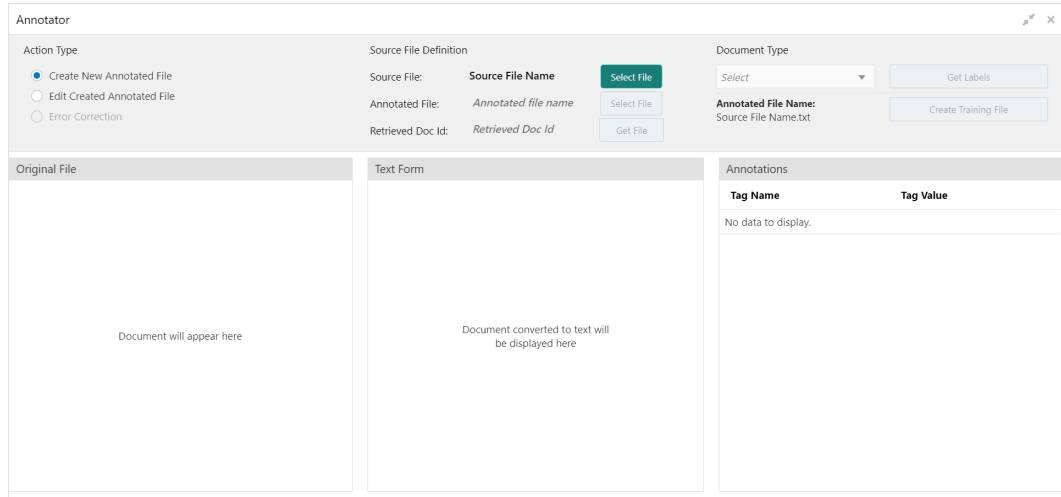 Annotator
Action Type
Create New Annotated File
Edit Created Annotated File
Error Correction
Source File Definition
Source File:
Source File Name
Select File
Annotated File:
Annotated file name
Select File
Retrieved Doc Id:
Retrieved Doc Id
Get File
Document Type
Select
Get Labels
Annotated File Name:
Source File Name.txt
Create Training File
Original File
Document will appear here
Text Form
Document converted to text will
be displayed here
Annotations
Tag Name
Tag Value
No data to display.